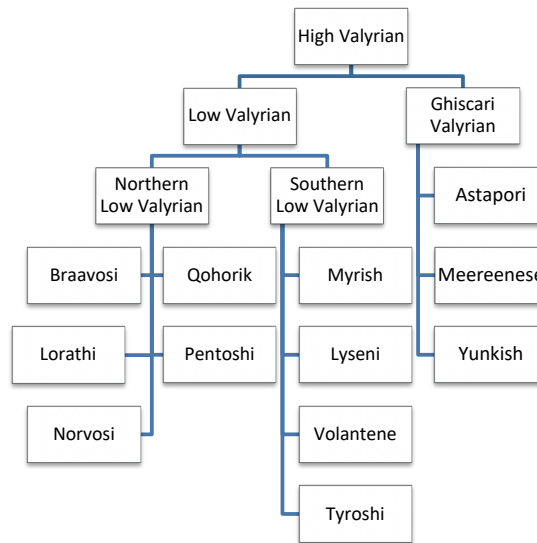 High Valyrian
Low Valyrian
Ghiscari
Valyrian
Northern
Low Valyrian
Southern
Low Valyrian
Astapori
Braavosi
Qohorik
Myrish
Meereenese
Lorathi
Pentoshi
Lyseni
Yunkish
Norvosi
Volantene
Tyroshi